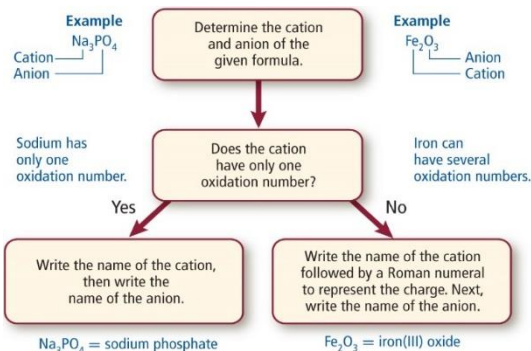 Example
Na₃PO₄
Cation
Anion
Determine the cation
and anion of the
given formula.
Example
Fe₂O₃
Anion
Cation
Sodium has
only one
oxidation number.
Does the cation
have only one
oxidation number?
Iron can
have several
oxidation numbers.
Yes
No
Write the name of the cation,
then write the
name of the anion.
Write the name of the cation
followed by a Roman numeral
to represent the charge. Next,
write the name of the anion.
Na₃PO₄ = sodium phosphate
Fe₂O₃ = iron(III) oxide